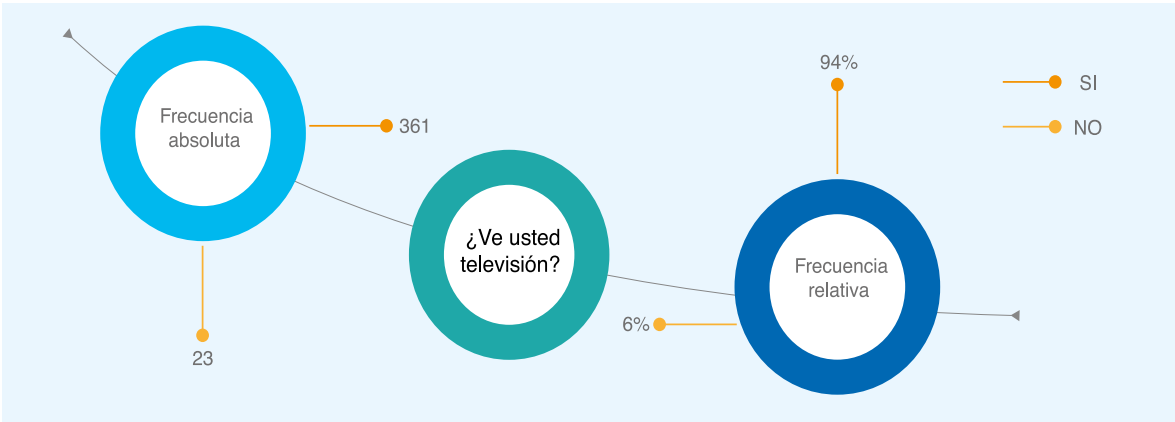 Frecuencia
absoluta
361
23
¿Ve usted
televisión?
94%
Frecuencia
relativa
6%
SI
NO